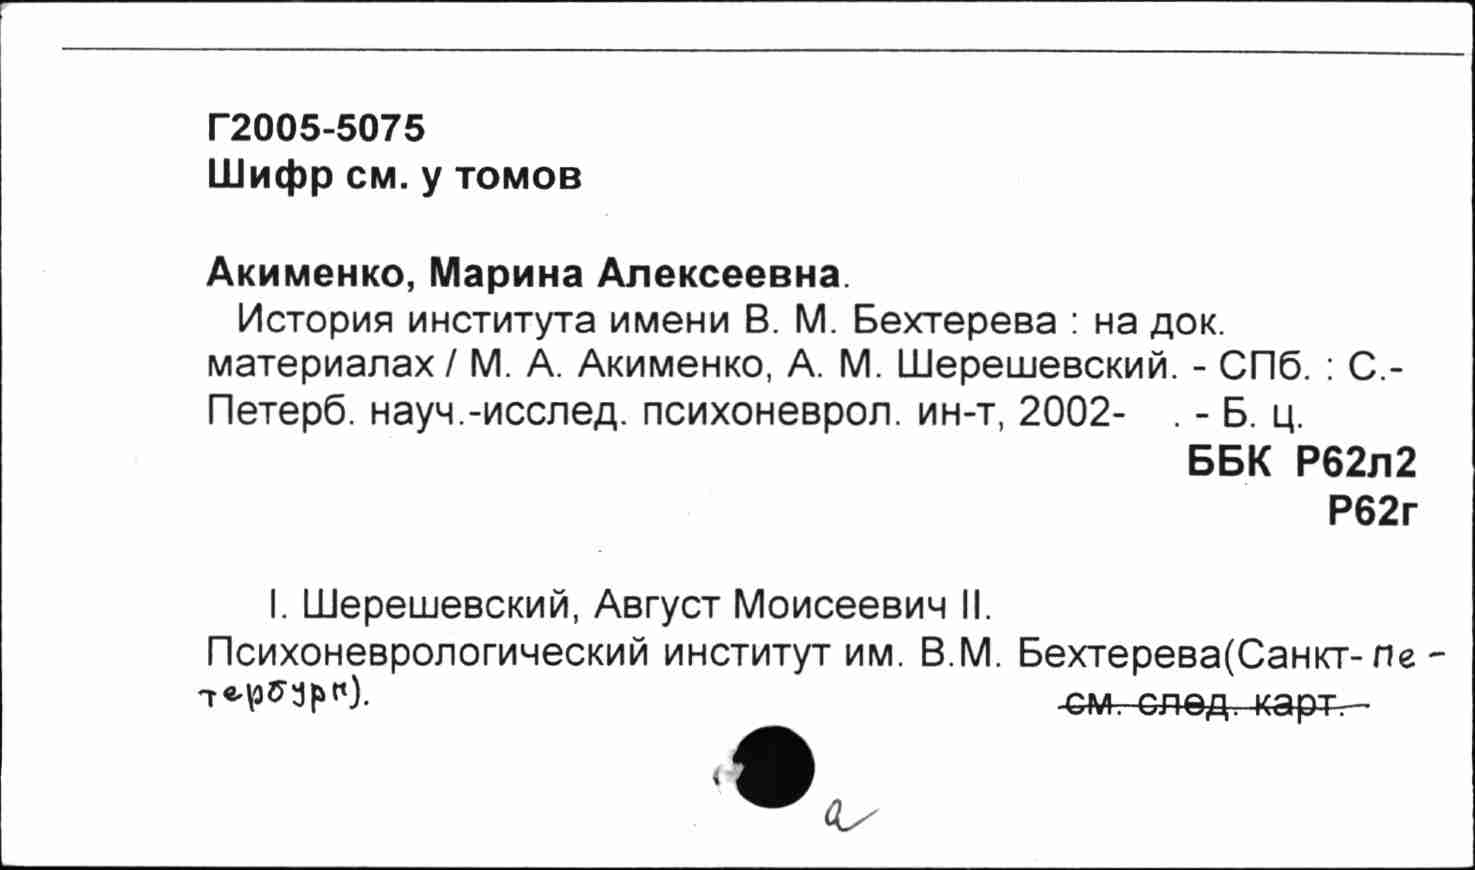 Г2005-5075
Шифр см. у томов
Акименко, Марина Алексеевна.
История института имени В. М. Бехтерева : на док.
материалах / М. А. Акименко, А. М. Шерешевский. - СПб. : С.-
Петерб. науч.-исслед. психоневрол. ин-т, 2002-   . - Б. ц.
ББК Р62л2
Р62г
I. Шерешевский, Август Моисеевич II.
Психоневрологический институт им. В.М. Бехтерева(Санкт-Пе-
тербург).
см. след. карт.
а